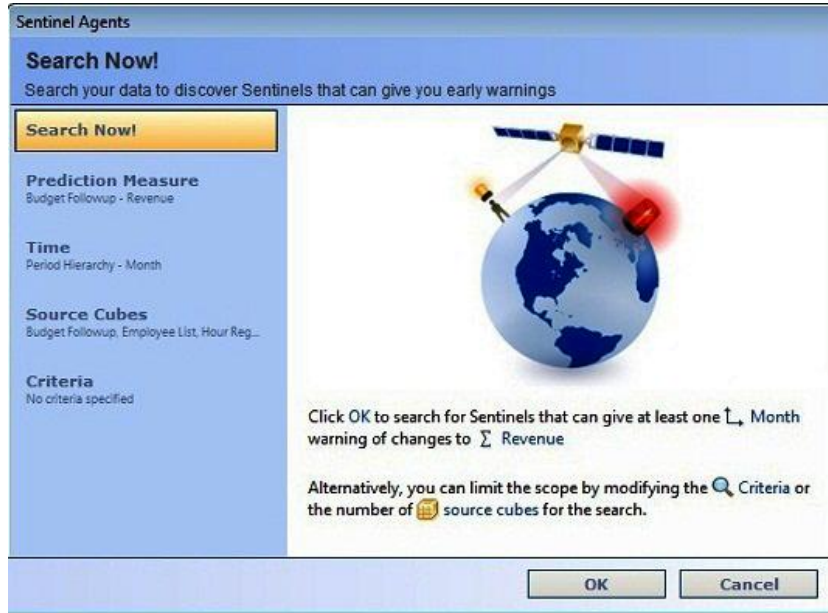 Sentinel Agents
Search Now!
Search your data to discover Sentinels that can give you early warnings
Search Now!
Prediction Measure
Budget Followup - Revenue
Time
Period Hierarchy - Month
Source Cubes
Budget Followup, Employee List, Hour Reg...
Criteria
No criteria specified
Click OK to search for Sentinels that can give at least one Month
warning of changes to Σ Revenue
Alternatively, you can limit the scope by modifying the Criteria or
the number of source cubes for the search.
OK
Cancel